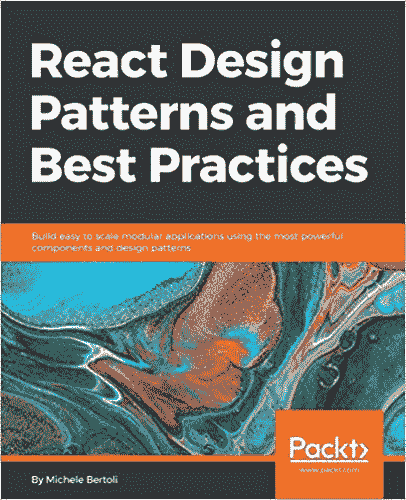 React Design
Patterns and
Best Practices
Build easy to scale modular applications using the most powerful
components and design patterns
Packt>
www.packt.com
By Michele Bertoli